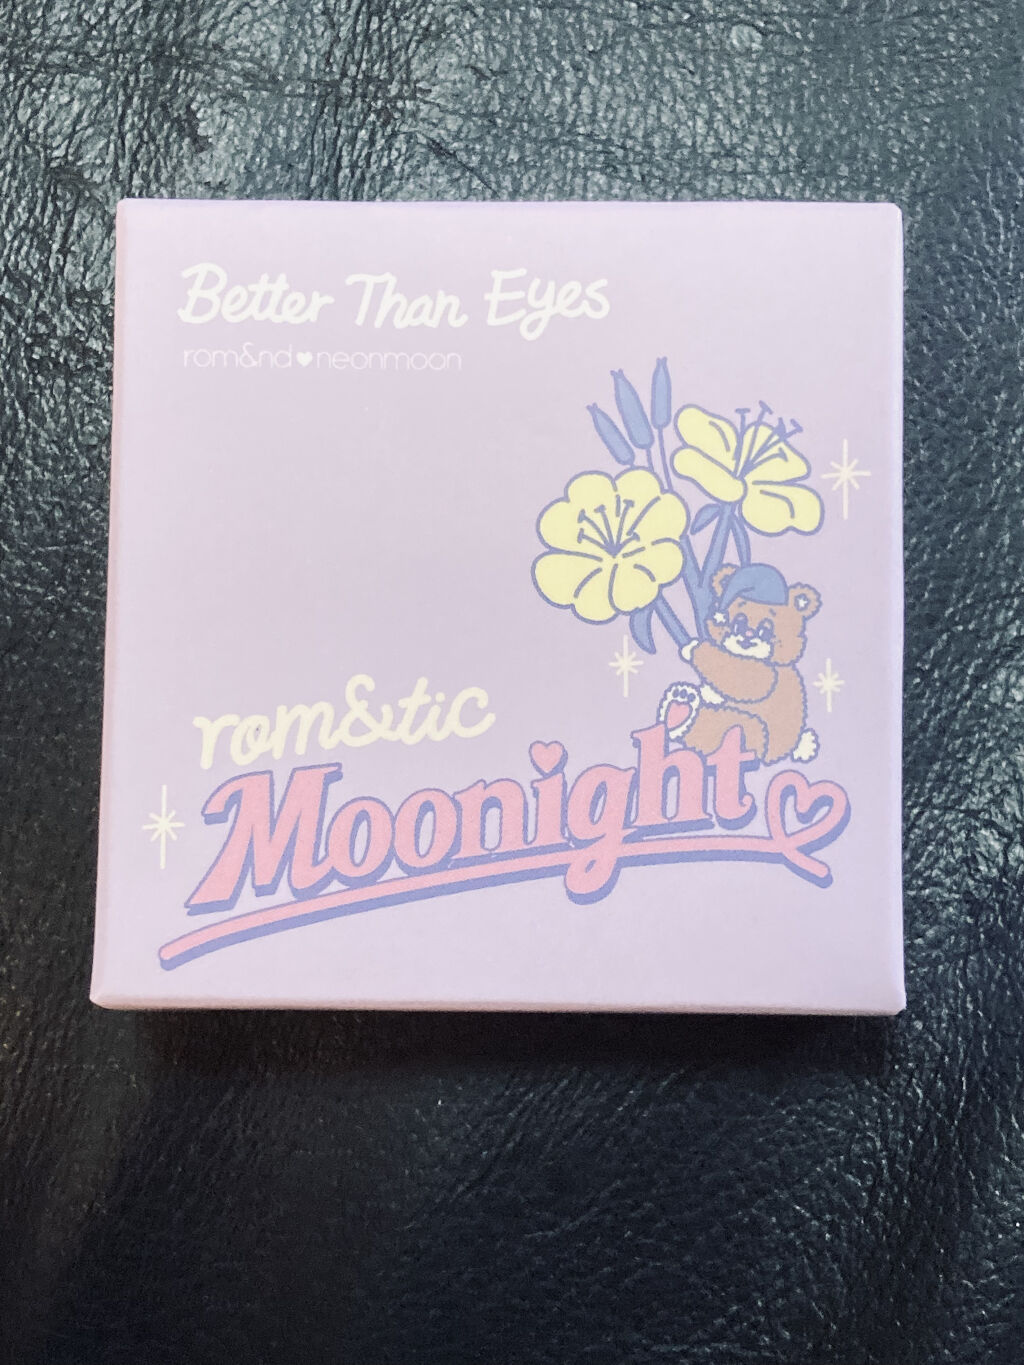 Better Than Eyes
rom&nd♥neonmoon
rom&tic
Moonight